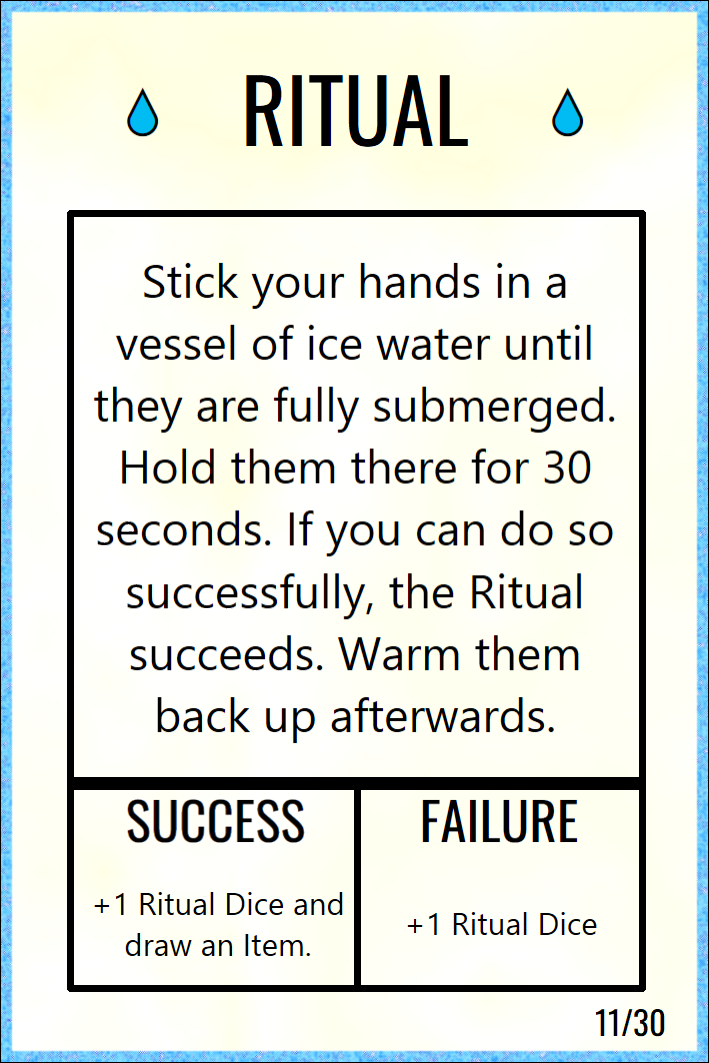 RITUAL
Stick your hands in a
vessel of ice water until
they are fully submerged.
Hold them there for 30
seconds. If you can do so
successfully, the Ritual
succeeds. Warm them
back up afterwards.
SUCCESS
+1 Ritual Dice and
draw an Item.
FAILURE
+1 Ritual Dice
11/30